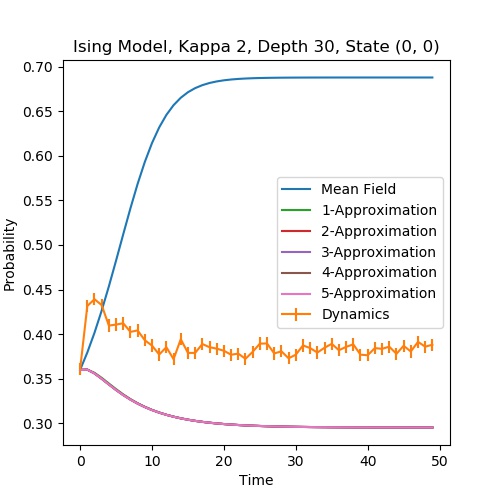 Ising Model, Kappa 2, Depth 30, State (0, 0)
0.70
0.65
0.60
0.55
0.50
0.45
0.40
0.35
0.30
Probability
Mean Field
1-Approximation
2-Approximation
3-Approximation
4-Approximation
5-Approximation
Dynamics
0 10 20 30 40 50
Time